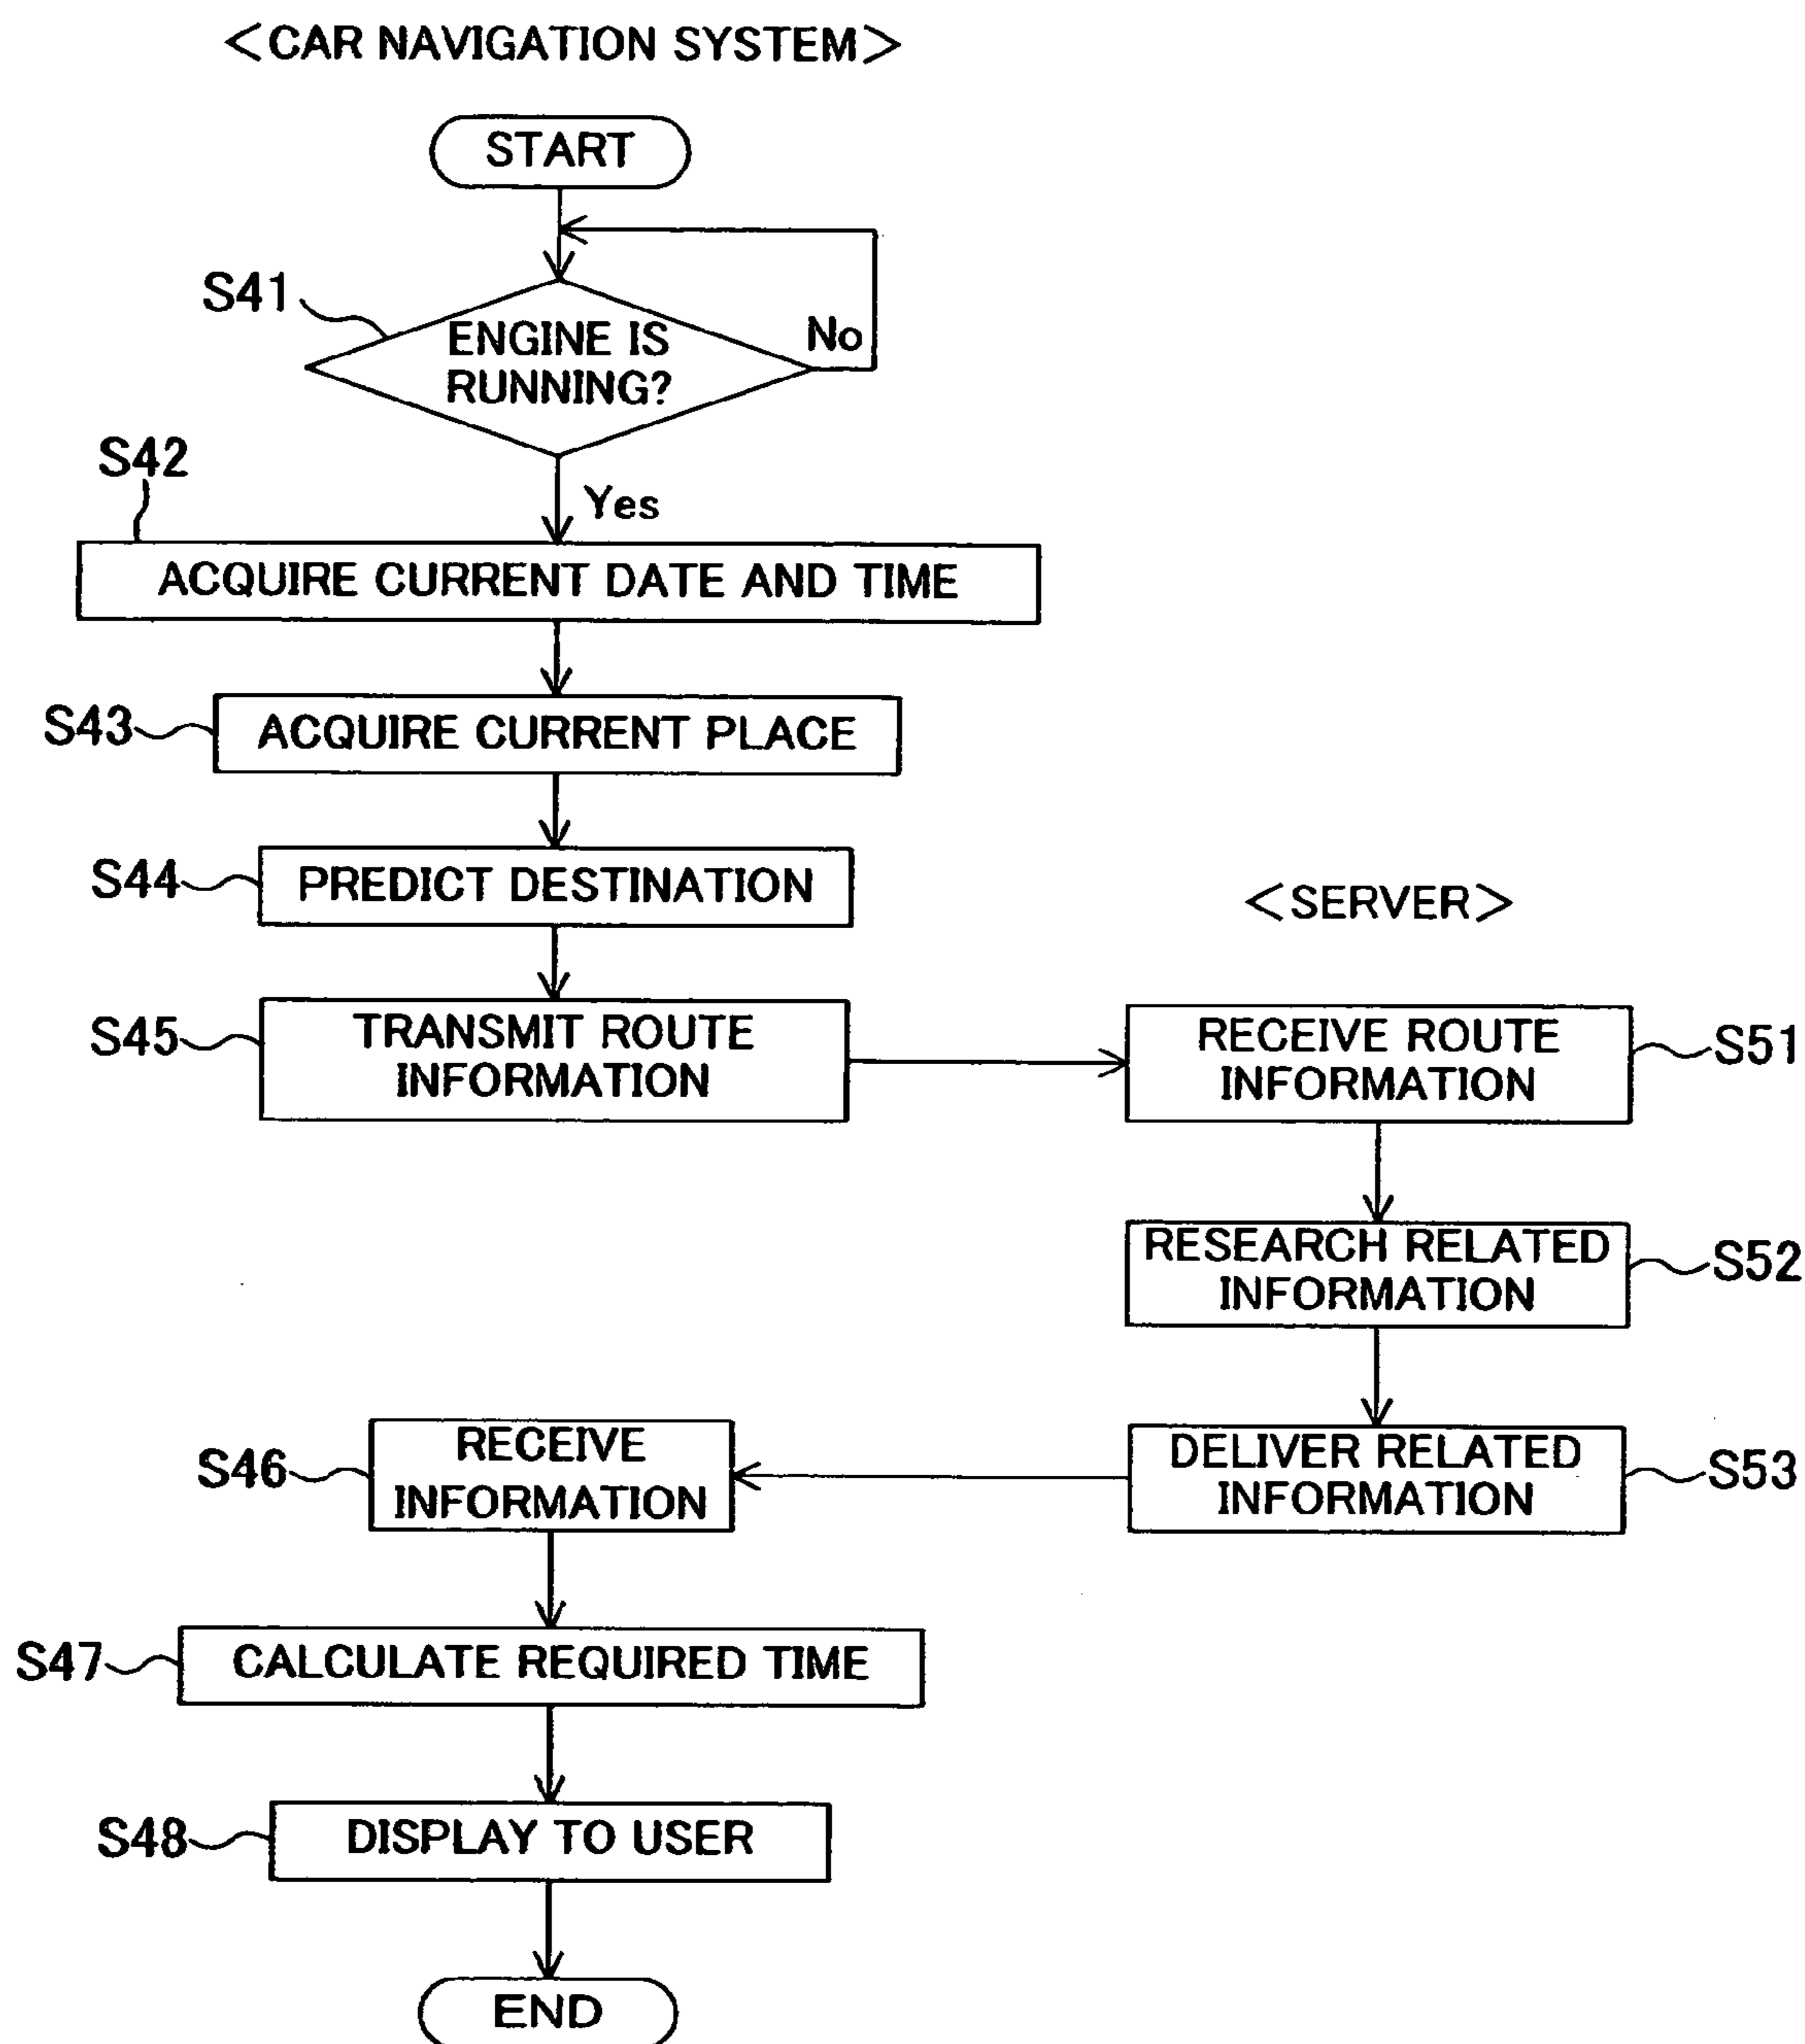 <CAR NAVIGATION SYSTEM>
START
S41
ENGINE IS
RUNNING?
No
Yes
S42
ACQUIRE CURRENT DATE AND TIME
S43
ACQUIRE CURRENT PLACE
S44
PREDICT DESTINATION
S45
TRANSMIT ROUTE
INFORMATION
<SERVER>
RECEIVE ROUTE
INFORMATION
S51
RESEARCH RELATED
INFORMATION
S52
DELIVER RELATED
INFORMATION
S53
S46
RECEIVE
INFORMATION
S47
CALCULATE REQUIRED TIME
S48
DISPLAY TO USER
END